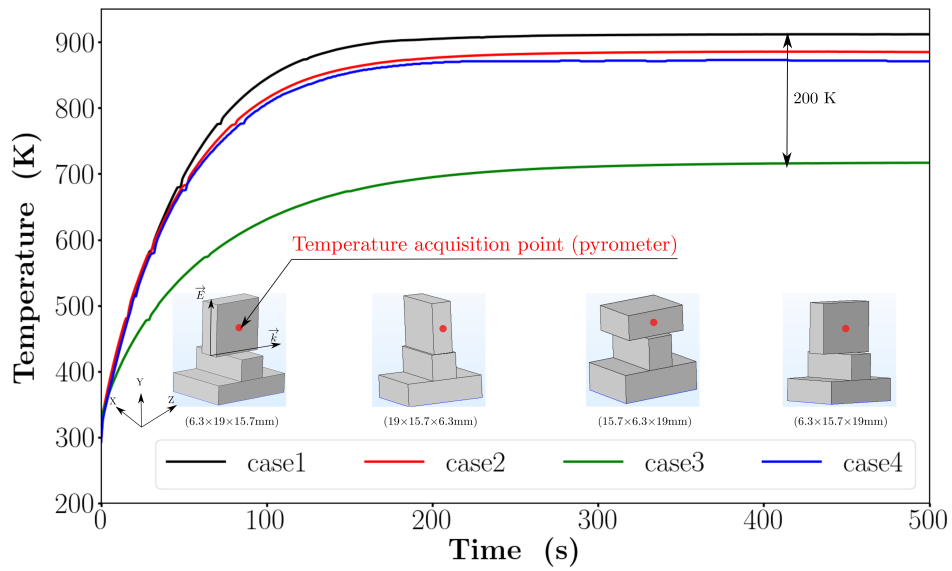 900
800
200 K
700
600
Temperature acquisition point (pyrometer)
500
E
k
400
Y
X
Z
(6.3×19×15.7mm)
(19×15.7×6.3mm)
(15.7×6.3×19mm)
(6.3×15.7×19mm)
300
case1 case2 case3 case4
200
0 100 200 300 400 500
Time (s)
Temperature (K)